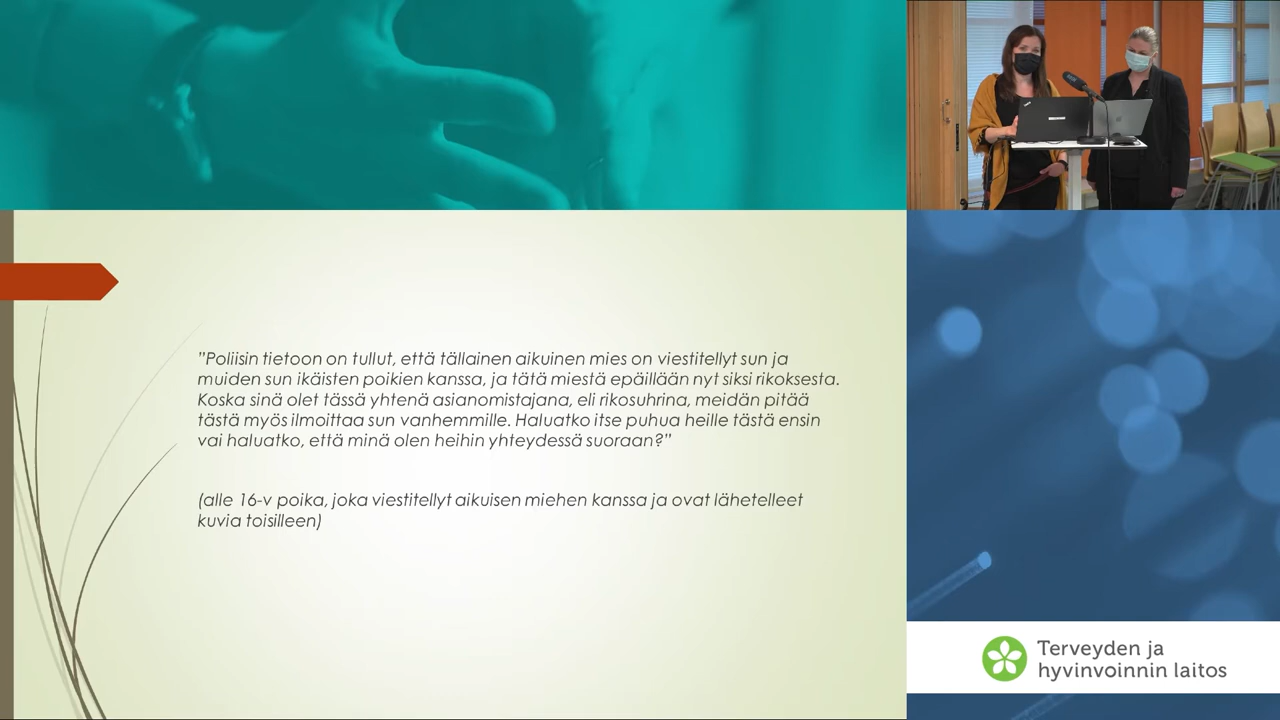 "Poliisin tietoon on tullut, että tällainen aikuinen mies on viestitellyt sun ja
muiden sun ikäisten poikien kanssa, ja tätä miestä epäillään nyt siksi rikoksesta.
Koska sinä olet tässä yhtenä asianomistajana, eli rikosuhrina, meidän pitää
tästä myös ilmoittaa sun vanhemmille. Haluatko itse puhua heille tästä ensin
vai haluatko, että minä olen heihin yhteydessä suoraan?"
(alle 16-v poika, joka viestitellyt aikuisen miehen kanssa ja ovat lähetelleet
kuvia toisilleen)
Terveyden ja
hyvinvoinnin laitos